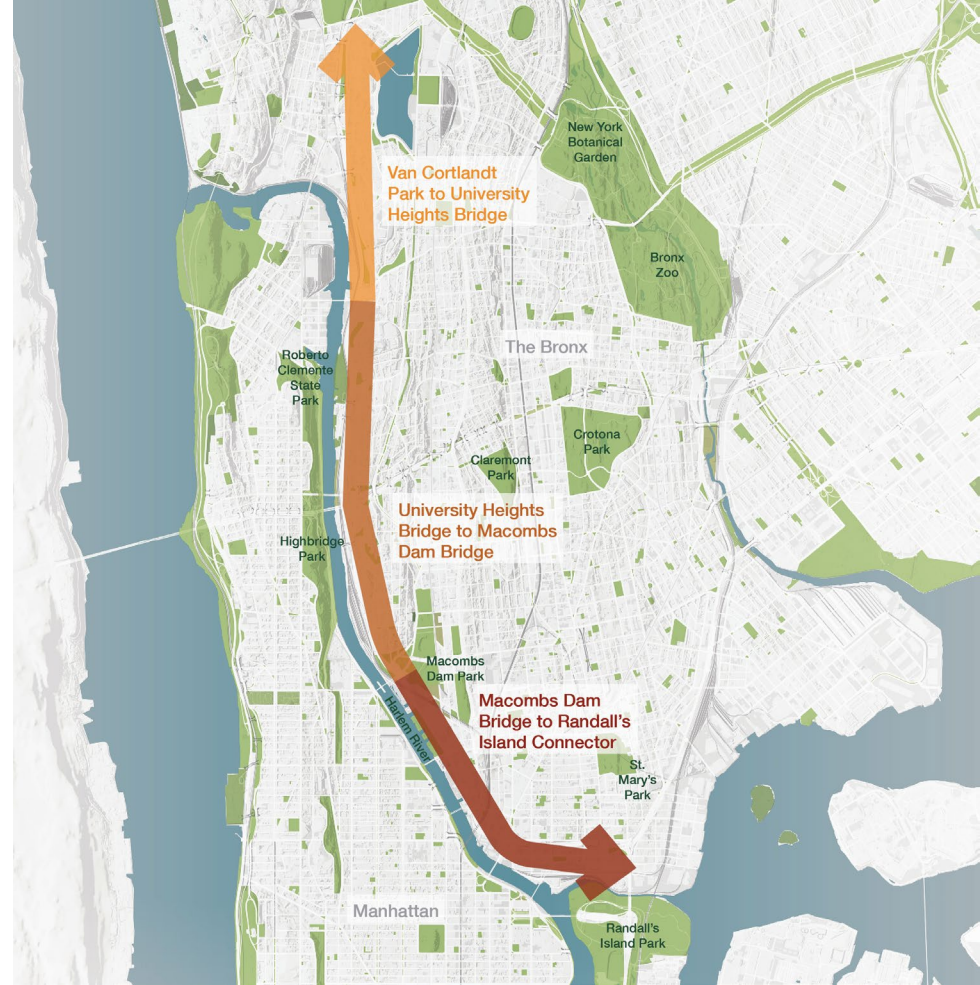 New York
Botanical
Garden
Van Cortlandt
Park to University
Heights Bridge
Bronx
Zoo
The Bronx
Roberto
Clemente
State
Park
Crotona
Park
Claremont
Park
University Heights
Bridge to Macombs
Dam Bridge
Highbridge
Park
Macombs
Dam Park
Macombs Dam
Bridge to Randall's
Island Connector
Harlem River
St.
Mary's
Park
Manhattan
Randall's
Island Park